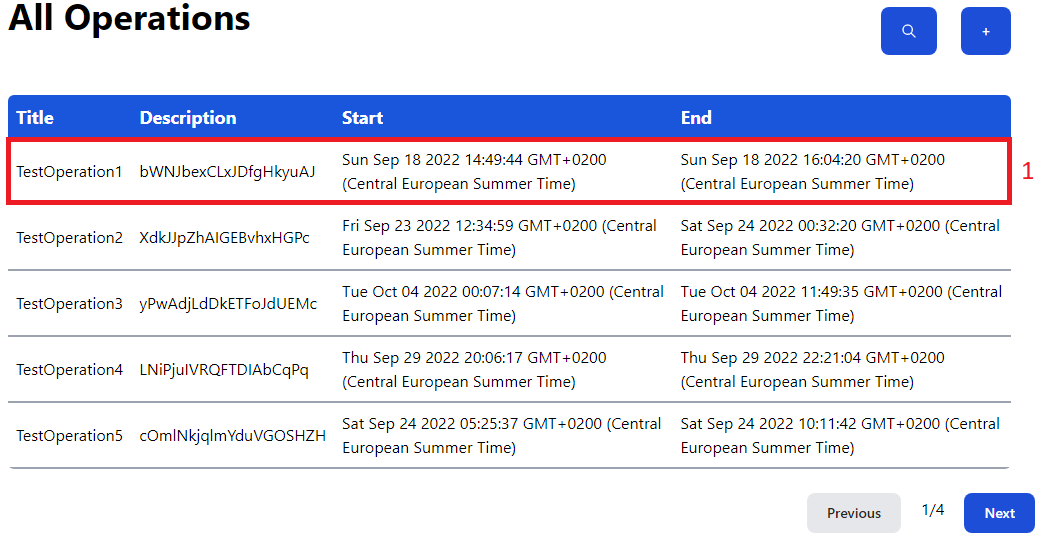 All Operations
+
Title Description Start End
TestOperation1 bWNJbexCLxJDfgHkyuAJ Sun Sep 18 2022 14:49:44 GMT+0200 Sun Sep 18 2022 16:04:20 GMT+0200
(Central European Summer Time) (Central European Summer Time)
1
TestOperation2 XdkJJpZhAIGEBvhxHGPc Fri Sep 23 2022 12:34:59 GMT+0200 (Central Sat Sep 24 2022 00:32:20 GMT+0200 (Central
European Summer Time) European Summer Time)
TestOperation3 yPwAdjLdDkETFoJdUEMc Tue Oct 04 2022 00:07:14 GMT+0200 (Central Tue Oct 04 2022 11:49:35 GMT+0200 (Central
European Summer Time) European Summer Time)
TestOperation4 LNiPjuIVRQFTDIAbCqPq Thu Sep 29 2022 20:06:17 GMT+0200 Thu Sep 29 2022 22:21:04 GMT+0200
(Central European Summer Time) (Central European Summer Time)
TestOperation5 cOmlNkjqlmYduVGOSHZH Sat Sep 24 2022 05:25:37 GMT+0200 (Central Sat Sep 24 2022 10:11:42 GMT+0200 (Central
European Summer Time) European Summer Time)
Previous 1/4 Next